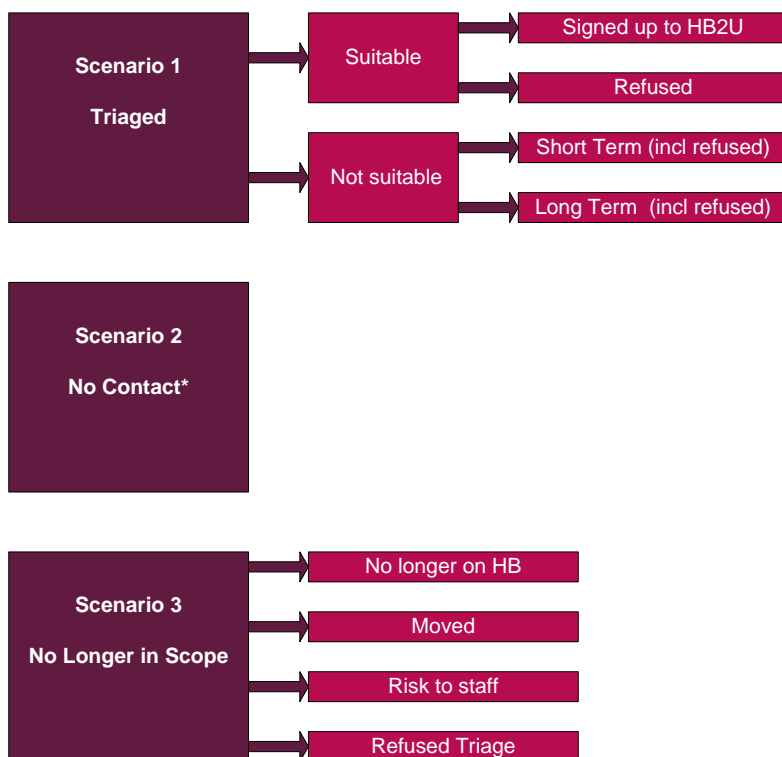 Scenario 1
Triaged
Suitable
Signed up to HB2U
Refused
Not suitable
Short Term (incl refused)
Long Term  (incl refused)
Scenario 2
No Contact*
Scenario 3
No Longer in Scope
No longer on HB
Moved
Risk to staff
Refused Triage